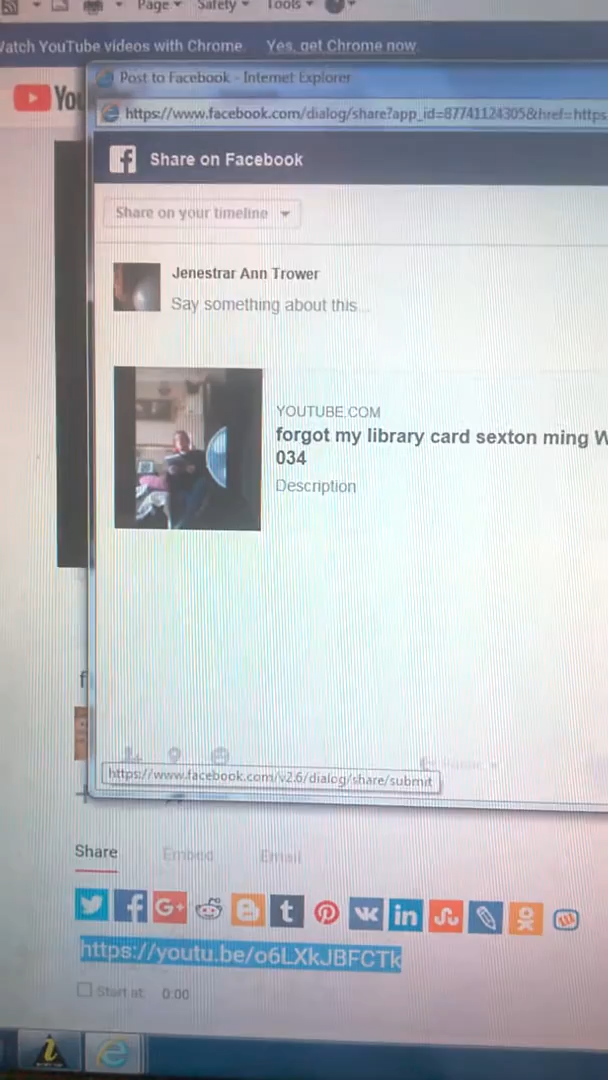 Page Safety Tools
Watch YouTube videos with Chrome. Yes, get Chrome now.
You
Post to Facebook - Internet Explorer
https://www.facebook.com/dialog/share?app_id=87741124305&href=https
Share on Facebook
Share on your timeline
Jenestrar Ann Trower
Say something about this...
YOUTUBE.COM
forgot my library card sexton ming W
034
Description
f
https://www.facebook.com/v2.6/dialog/share/submit
Share Embed Email
G+ t in
https://youtu.be/o6LXkJBFCTk
Start at: 0:00